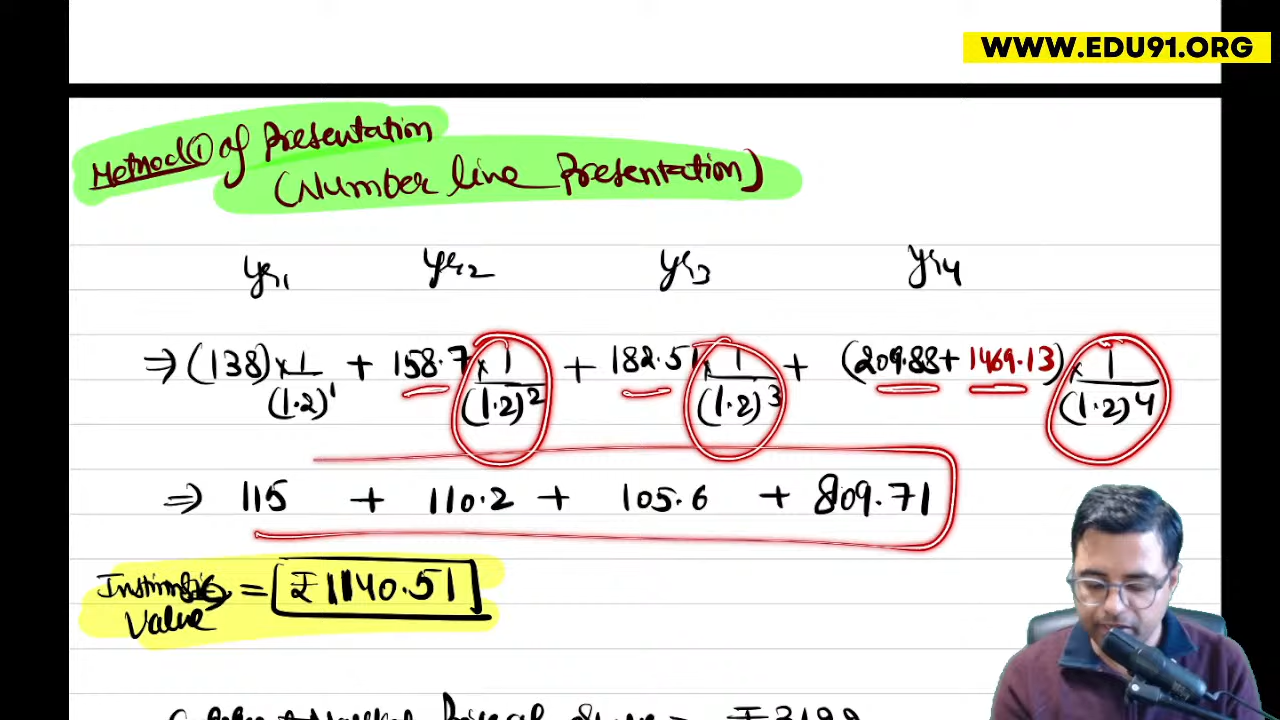 WWW.EDU91.ORG
Method① of Presentation
(Number line Presentation)
yr1 yr2 yr3 yr4
⇒ (138) × 1/(1.2)^1 + 158.7 × 1/(1.2)^2 + 182.51 × 1/(1.2)^3 + (209.88 + 1469.13) × 1/(1.2)^4
⇒ 115 + 110.2 + 105.6 + 809.71
Value = ₹1140.51